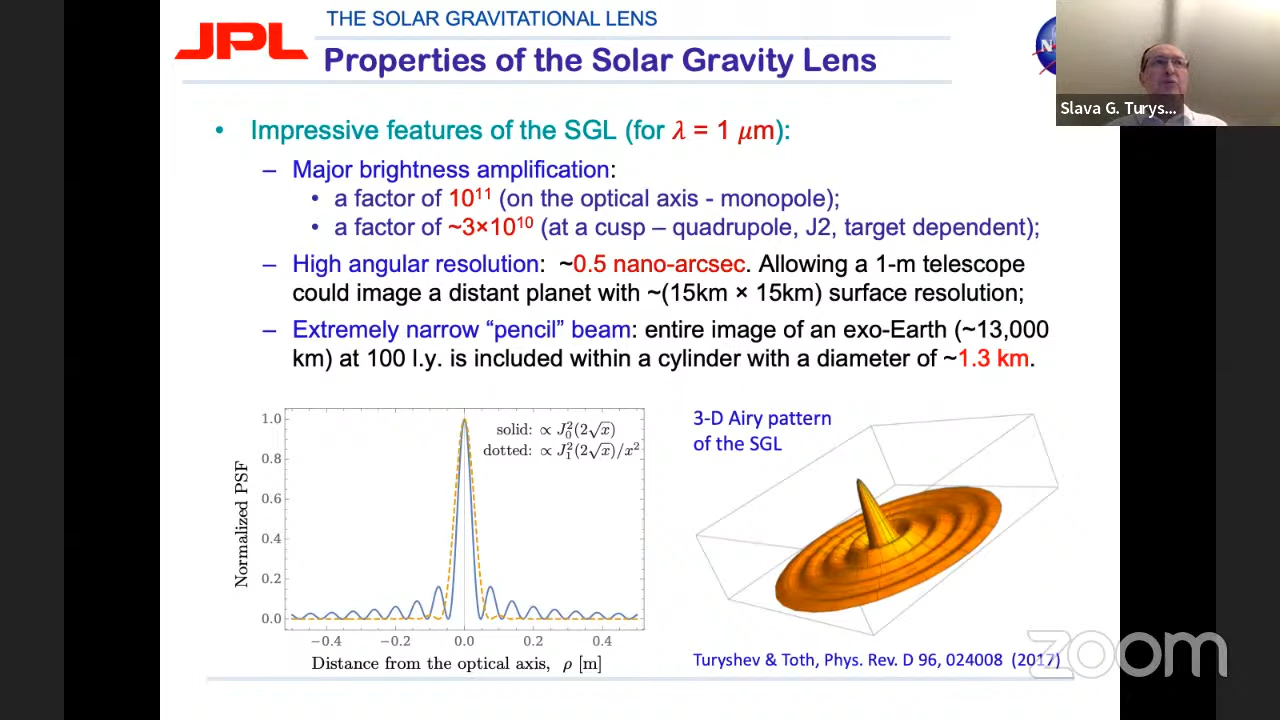 THE SOLAR GRAVITATIONAL LENS
JPL
Properties of the Solar Gravity Lens
Slava G. Turys...
• Impressive features of the SGL (for λ = 1 μm):
– Major brightness amplification:
• a factor of 10¹¹ (on the optical axis - monopole);
• a factor of ~3×10¹⁰ (at a cusp – quadrupole, J2, target dependent);
– High angular resolution: ~0.5 nano-arcsec. Allowing a 1-m telescope
could image a distant planet with ~(15km × 15km) surface resolution;
– Extremely narrow “pencil” beam: entire image of an exo-Earth (~13,000
km) at 100 l.y. is included within a cylinder with a diameter of ~1.3 km.
Normalized PSF
1.0
0.8
0.6
0.4
0.2
0.0
solid: ∝ J₀²(2√x)
dotted: ∝ J₁²(2√x)/x²
−0.4 −0.2 0.0 0.2 0.4
Distance from the optical axis, ρ [m]
3-D Airy pattern
of the SGL
Turyshev & Toth, Phys. Rev. D 96, 024008 (2017)
zoom